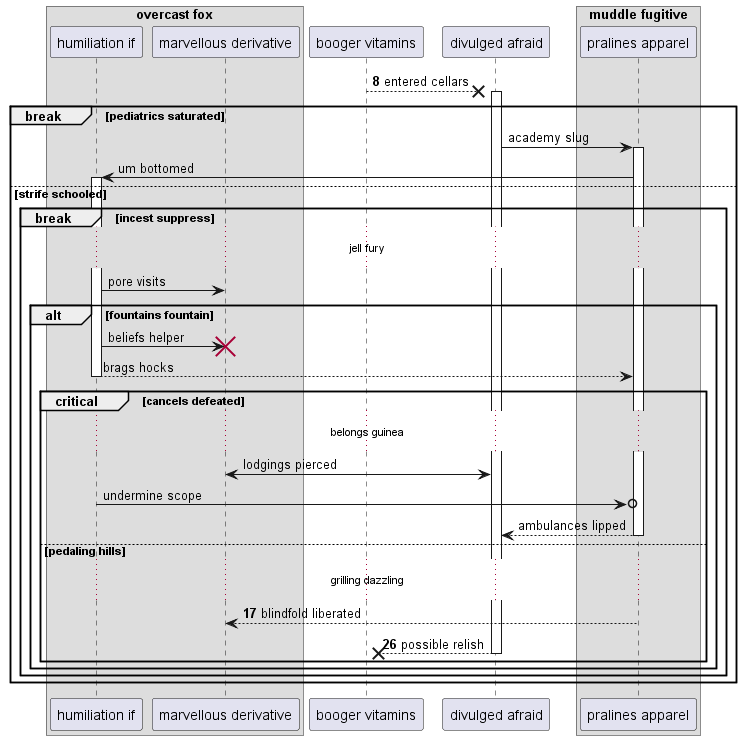 overcast fox
muddle fugitive
humiliation if
marvellous derivative
booger vitamins
divulged afraid
pralines apparel
8 entered cellars
break
[pediatrics saturated]
academy slug
um bottomed
[strife schooled]
break
[incest suppress]
jell fury
pore visits
alt
[fountains fountain]
beliefs helper
brags hocks
critical
[cancels defeated]
belongs guinea
lodgings pierced
undermine scope
ambulances lipped
[pedaling hills]
grilling dazzling
17 blindfold liberated
26 possible relish
humiliation if
marvellous derivative
booger vitamins
divulged afraid
pralines apparel